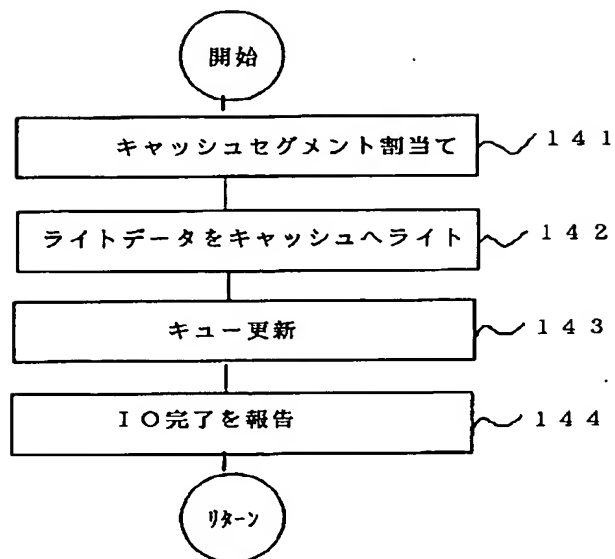 開始
キャッシュセグメント割当て 141
ライトデータをキャッシュへライト 142
キュー更新 143
IO完了を報告 144
リターン